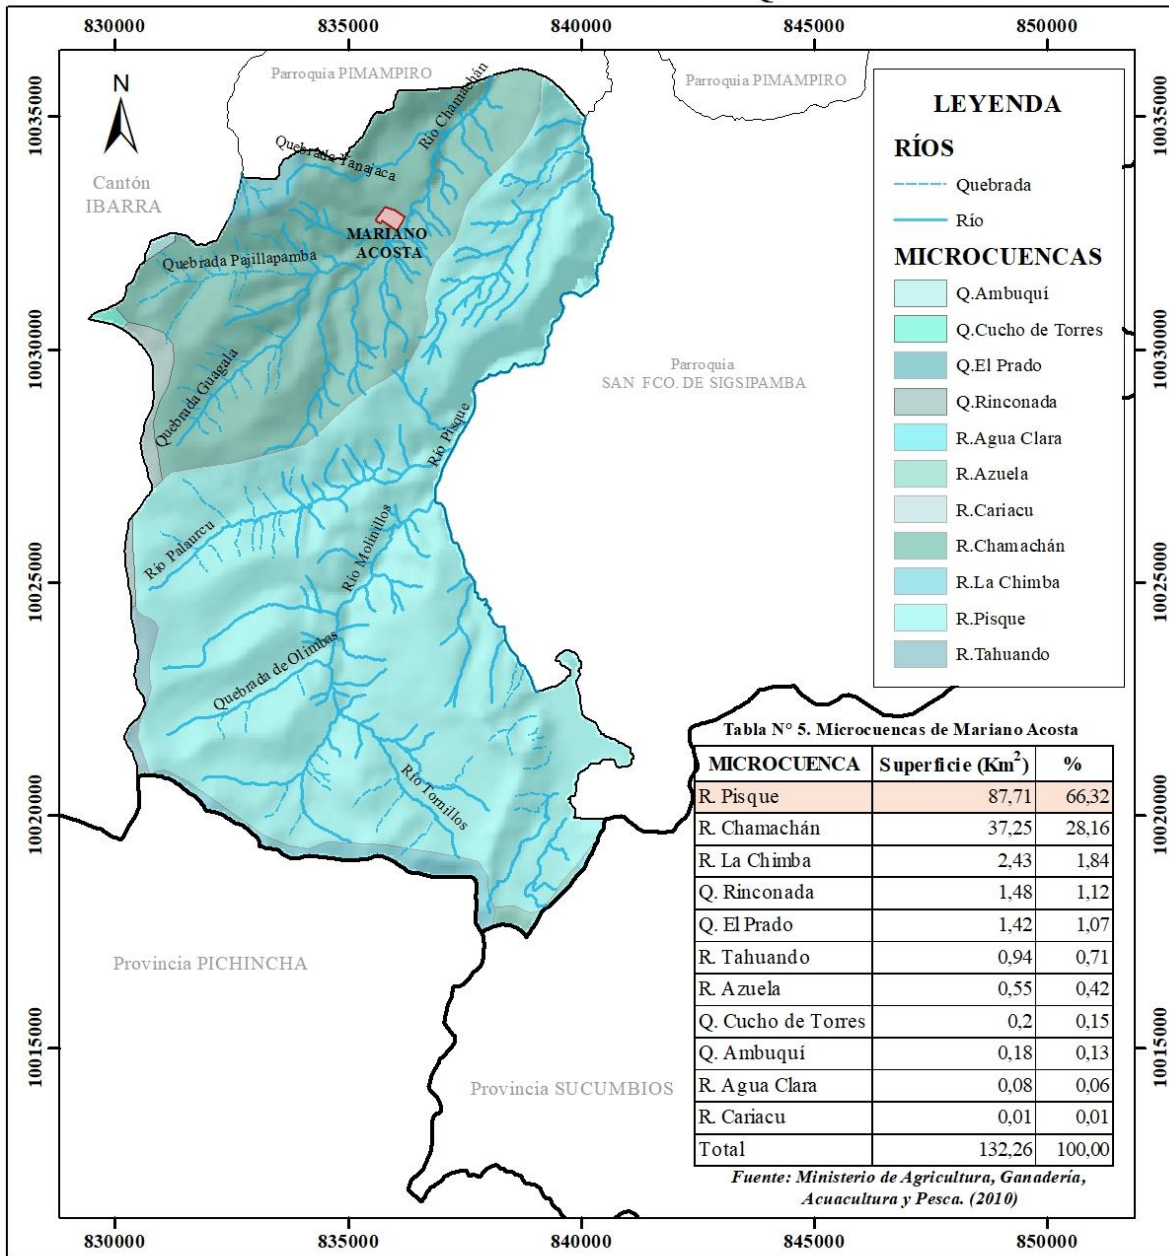 830000 835000 840000 845000 850000
10035000
10030000
10025000
10020000
10015000
N
Parroquia PIMAMPIRO
Parroquia PIMAMPIRO
Cantón
IBARRA
Río Chamachán
Quebrada Yanajaca
MARIANO
ACOSTA
Quebrada Pajillapamba
Quebrada Guagala
Parroquia
SAN FCO. DE SIGSIPAMBA
Río Pisque
Río Palaurcu
Río Molinillos
Quebrada de Olimbas
Río Tomillos
Provincia PICHINCHA
Provincia SUCUMBIOS
LEYENDA
RÍOS
Quebrada
Río
MICROCUENCAS
Q.Ambuquí
Q.Cucho de Torres
Q.El Prado
Q.Rinconada
R.Agua Clara
R.Azuela
R.Cariacu
R.Chamachán
R.La Chimba
R.Pisque
R.Tahuando
10035000
10030000
10025000
10020000
10015000
Tabla N° 5. Microcuencas de Mariano Acosta
MICROCUENCA Superficie (Km²) %
R. Pisque 87,71 66,32
R. Chamachán 37,25 28,16
R. La Chimba 2,43 1,84
Q. Rinconada 1,48 1,12
Q. El Prado 1,42 1,07
R. Tahuando 0,94 0,71
R. Azuela 0,55 0,42
Q. Cucho de Torres 0,2 0,15
Q. Ambuquí 0,18 0,13
R. Agua Clara 0,08 0,06
R. Cariacu 0,01 0,01
Total 132,26 100,00
Fuente: Ministerio de Agricultura, Ganadería,
Acuacultura y Pesca. (2010)
830000 835000 840000 845000 850000